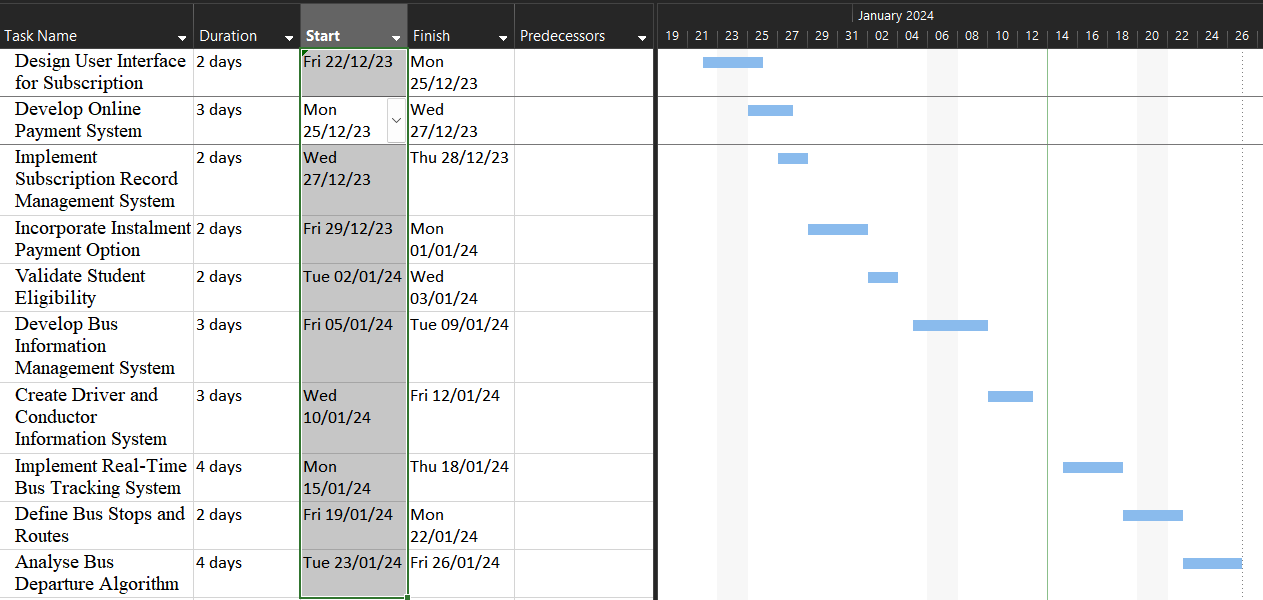 January 2024
Task Name Duration Start Finish Predecessors 19 21 23 25 27 29 31 02 04 06 08 10 12 14 16 18 20 22 24 26
Design User Interface 2 days Fri 22/12/23 Mon
for Subscription 25/12/23
Develop Online 3 days Mon Wed
Payment System 25/12/23 27/12/23
Implement 2 days Wed Thu 28/12/23
Subscription Record 27/12/23
Management System
Incorporate Instalment 2 days Fri 29/12/23 Mon
Payment Option 01/01/24
Validate Student 2 days Tue 02/01/24 Wed
Eligibility 03/01/24
Develop Bus 3 days Fri 05/01/24 Tue 09/01/24
Information
Management System
Create Driver and 3 days Wed Fri 12/01/24
Conductor 10/01/24
Information System
Implement Real-Time 4 days Mon Thu 18/01/24
Bus Tracking System 15/01/24
Define Bus Stops and 2 days Fri 19/01/24 Mon
Routes 22/01/24
Analyse Bus 4 days Tue 23/01/24 Fri 26/01/24
Departure Algorithm